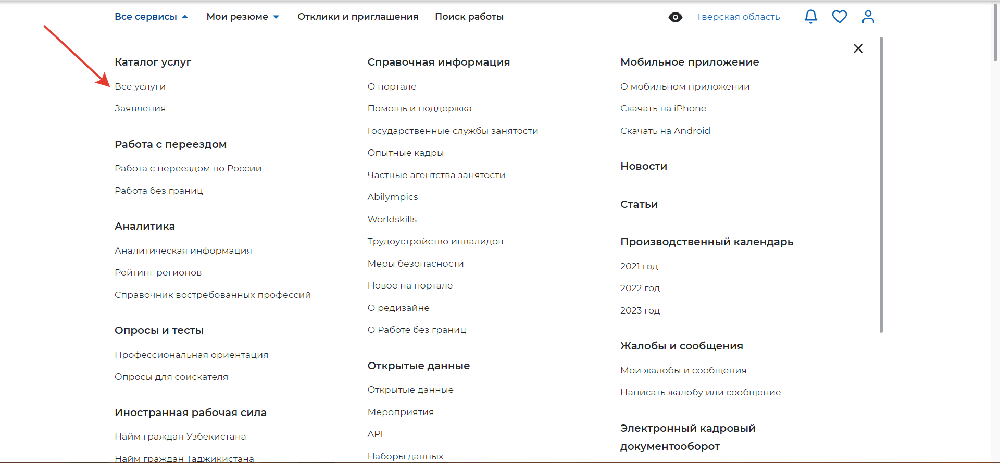 Все сервисы Мои резюме Отклики и приглашения Поиск работы Тверская область
Каталог услуг
Все услуги
Заявления
Работа с переездом
Работа с переездом по России
Работа без границ
Аналитика
Аналитическая информация
Рейтинг регионов
Справочник востребованных профессий
Опросы и тесты
Профессиональная ориентация
Опросы для соискателя
Иностранная рабочая сила
Найм граждан Узбекистана
Найм граждан Таджикистана
Справочная информация
О портале
Помощь и поддержка
Государственные службы занятости
Опытные кадры
Частные агентства занятости
Abilympics
Worldskills
Трудоустройство инвалидов
Меры безопасности
Новое на портале
О редизайне
О Работе без границ
Открытые данные
Открытые данные
Мероприятия
API
Наборы данных
Мобильное приложение
О мобильном приложении
Скачать на iPhone
Скачать на Android
Новости
Статьи
Производственный календарь
2021 год
2022 год
2023 год
Жалобы и сообщения
Мои жалобы и сообщения
Написать жалобу или сообщение
Электронный кадровый
документооборот